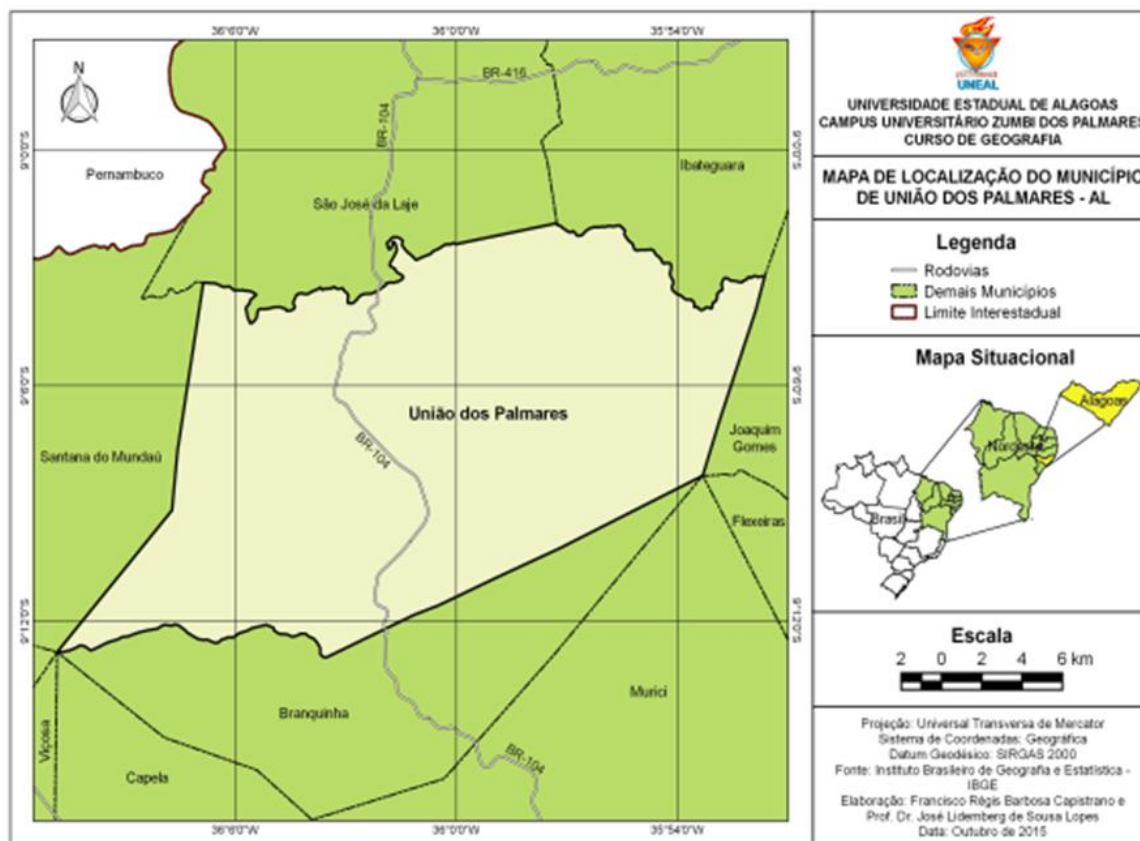 36°6'0"W
36°0'0"W
35°54'0"W
N
BR-416
BR-104
9°0'0"S
9°0'0"S
Pernambuco
Ibateguara
São José da Laje
9°6'0"S
9°6'0"S
União dos Palmares
Joaquim
Gomes
BR-104
Santana do Mundaú
Flexeiras
9°12'0"S
9°12'0"S
Murici
Branquinha
Viçosa
BR-104
Capela
36°6'0"W
36°0'0"W
35°54'0"W
UNEAL
UNIVERSIDADE ESTADUAL DE ALAGOAS
CAMPUS UNIVERSITÁRIO ZUMBI DOS PALMARES
CURSO DE GEOGRAFIA
MAPA DE LOCALIZAÇÃO DO MUNICÍPIO
DE UNIÃO DOS PALMARES - AL
Legenda
Rodovias
Demais Municípios
Limite Interestadual
Mapa Situacional
Alagoas
Nordeste
Brasil
Escala
2 0 2 4 6 km
Projeção: Universal Transversa de Mercator
Sistema de Coordenadas: Geográfica
Datum Geodésico: SIRGAS 2000
Fonte: Instituto Brasileiro de Geografia e Estatística -
IBGE
Elaboração: Francisco Régis Barbosa Capistrano e
Prof. Dr. José Lidemberg de Sousa Lopes
Data: Outubro de 2015